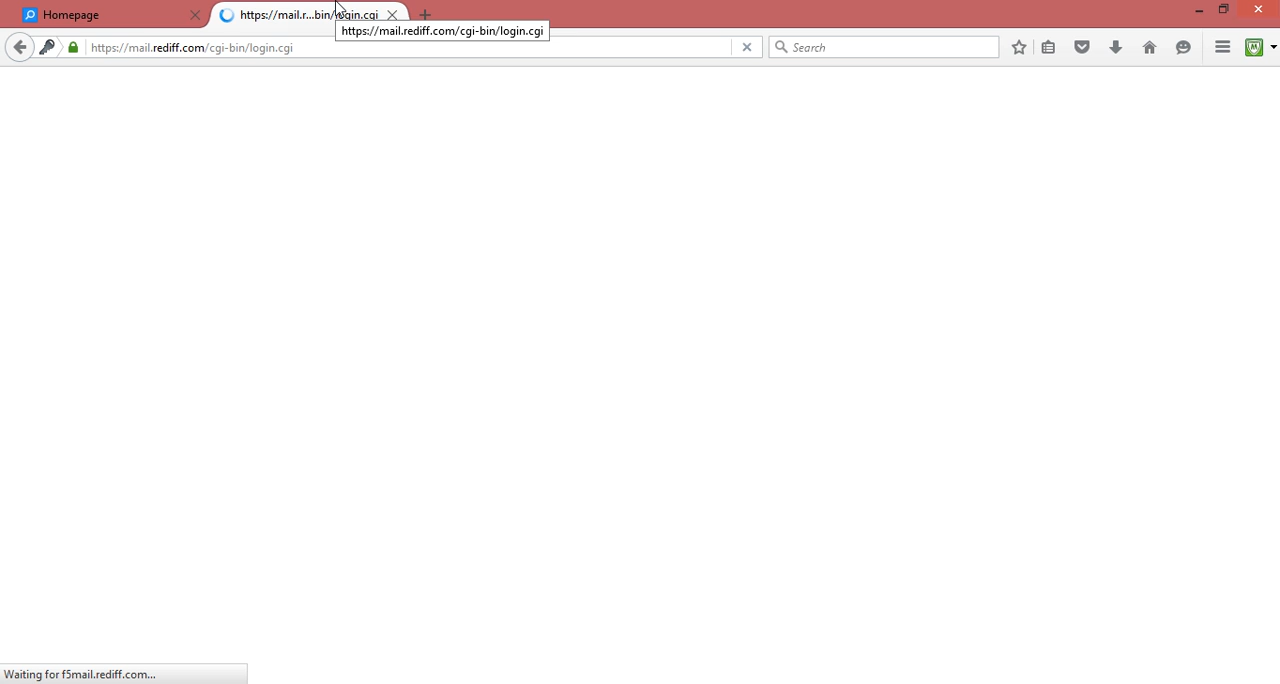 Homepage
https://mail.r...bin/login.cgi
https://mail.rediff.com/cgi-bin/login.cgi
https://mail.rediff.com/cgi-bin/login.cgi
Search
Waiting for f5mail.rediff.com...